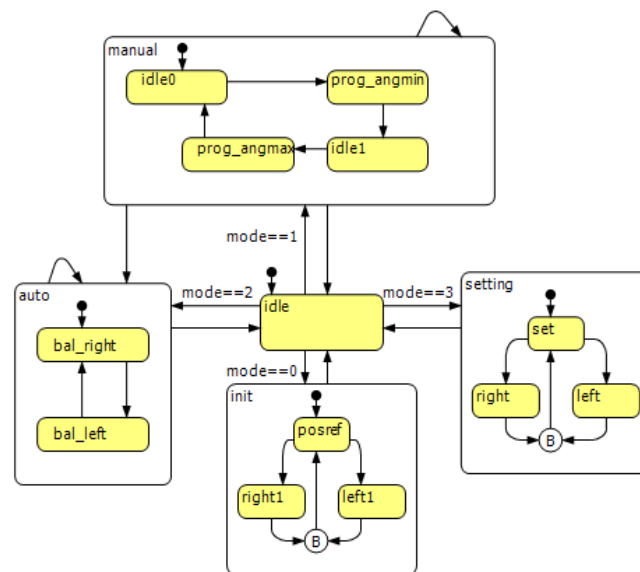 manual
idle0
prog_angmin
prog_angmax
idle1
mode==1
auto
mode==2
idle
mode==3
setting
bal_right
bal_left
set
right
left
B
mode==0
init
posref
right1
left1
B